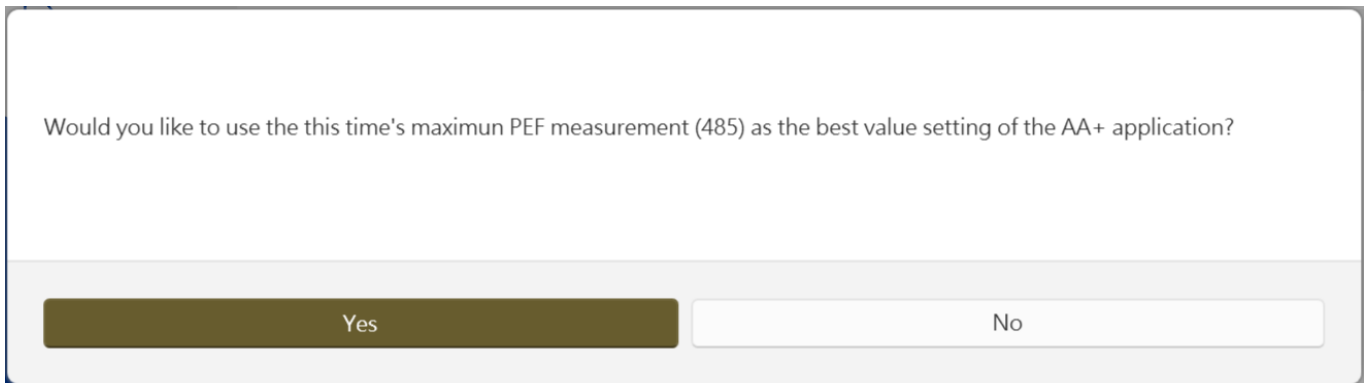 Would you like to use the this time's maximun PEF measurement (485) as the best value setting of the AA+ application?
Yes
No